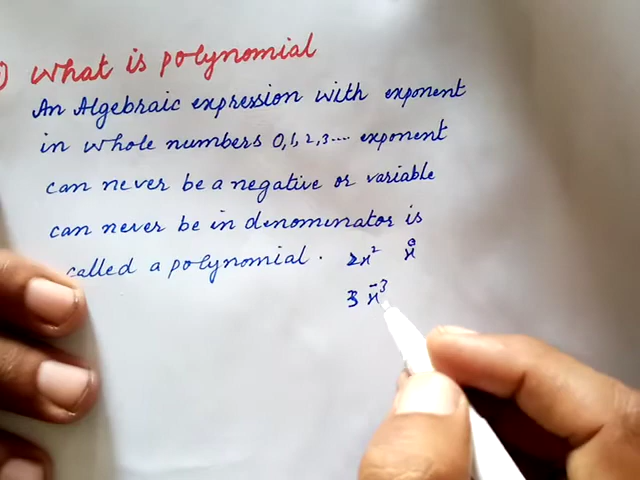 ) What is polynomial
An Algebraic expression with exponent
in whole numbers 0,1,2,3.... exponent
can never be a negative or variable
can never be in denominator is
called a polynomial. 2x² xᵃ
3x⁻³